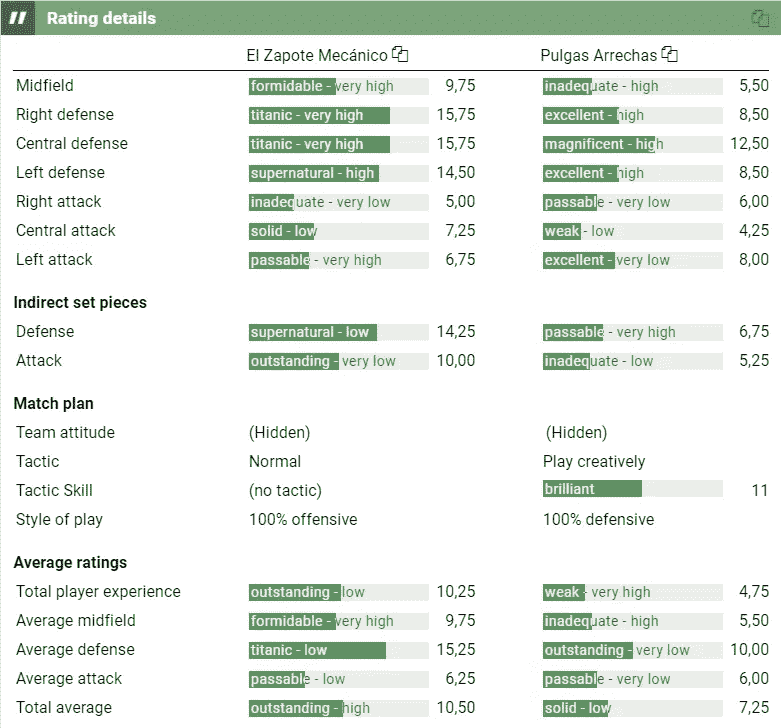 Rating details
El Zapote Mecánico Pulgas Arrechas
Midfield formidable - very high 9,75 inadequate - high 5,50
Right defense titanic - very high 15,75 excellent - high 8,50
Central defense titanic - very high 15,75 magnificent - high 12,50
Left defense supernatural - high 14,50 excellent - high 8,50
Right attack inadequate - very low 5,00 passable - very low 6,00
Central attack solid - low 7,25 weak - low 4,25
Left attack passable - very high 6,75 excellent - very low 8,00
Indirect set pieces
Defense supernatural - low 14,25 passable - very high 6,75
Attack outstanding - very low 10,00 inadequate - low 5,25
Match plan
Team attitude (Hidden) (Hidden)
Tactic Normal Play creatively
Tactic Skill (no tactic) brilliant 11
Style of play 100% offensive 100% defensive
Average ratings
Total player experience outstanding - low 10,25 weak - very high 4,75
Average midfield formidable - very high 9,75 inadequate - high 5,50
Average defense titanic - low 15,25 outstanding - very low 10,00
Average attack passable - low 6,25 passable - very low 6,00
Total average outstanding - high 10,50 solid - low 7,25